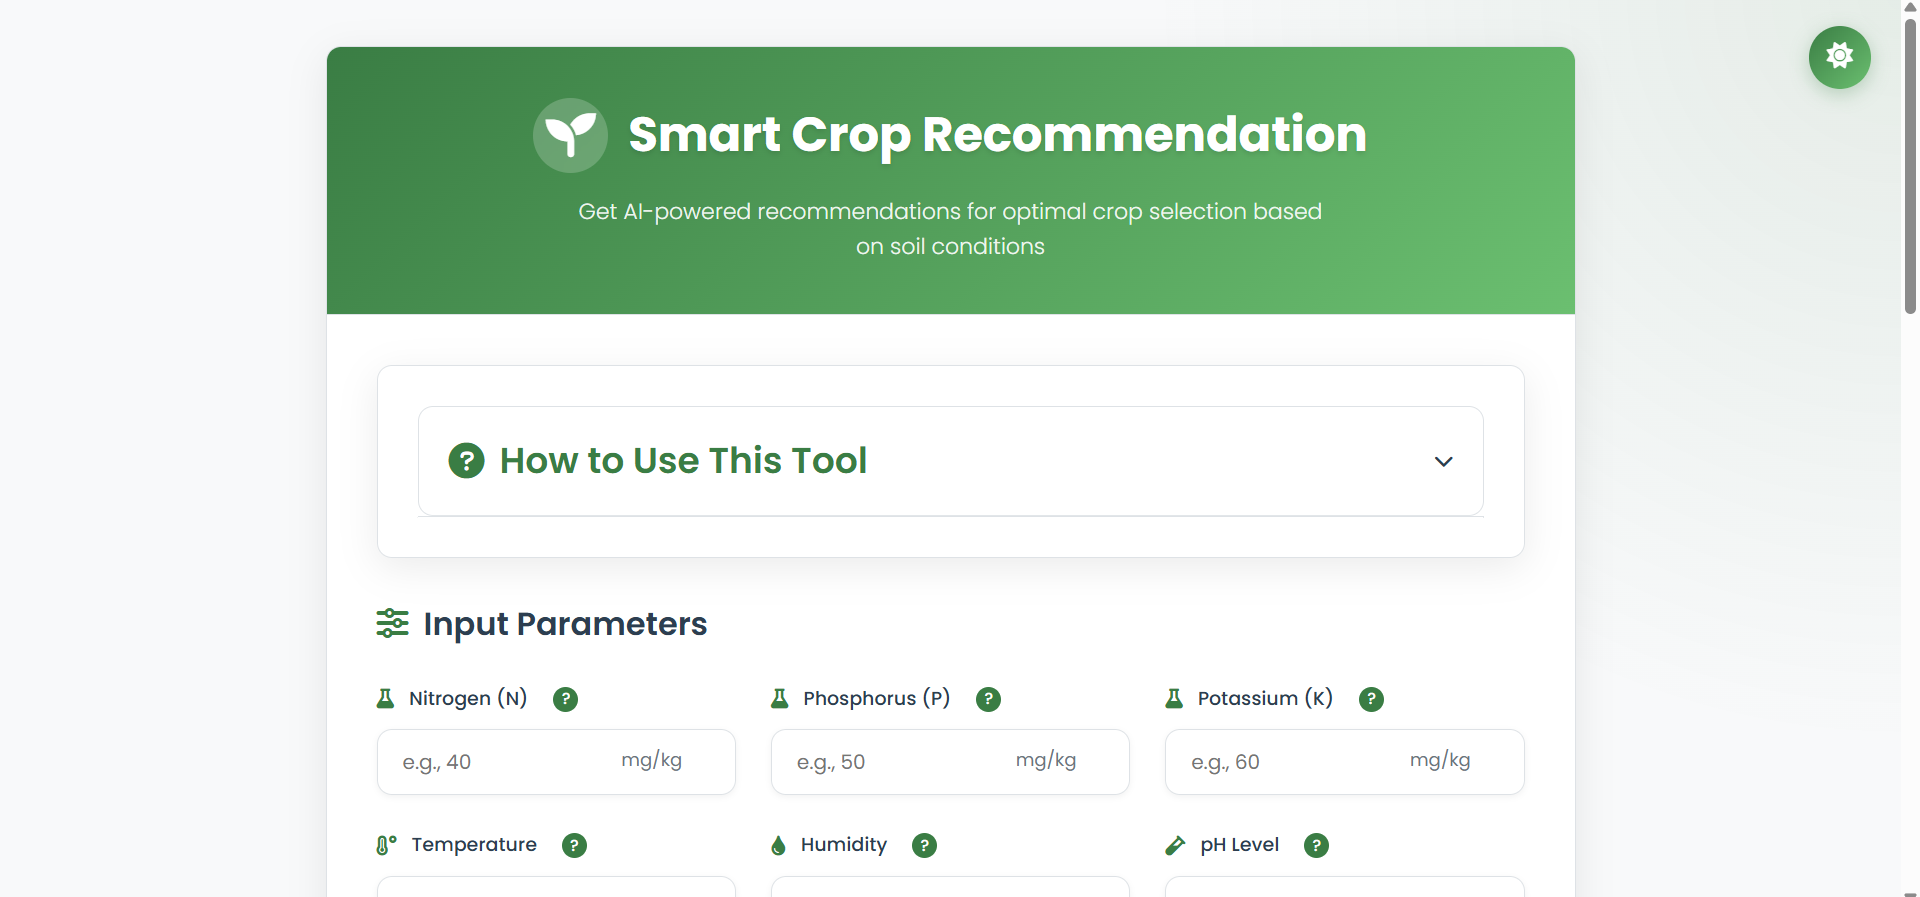 Smart Crop Recommendation
Get AI-powered recommendations for optimal crop selection based
on soil conditions
? How to Use This Tool
Input Parameters
Nitrogen (N) ?
Phosphorus (P) ?
Potassium (K) ?
e.g., 40 mg/kg
e.g., 50 mg/kg
e.g., 60 mg/kg
Temperature ?
Humidity ?
pH Level ?